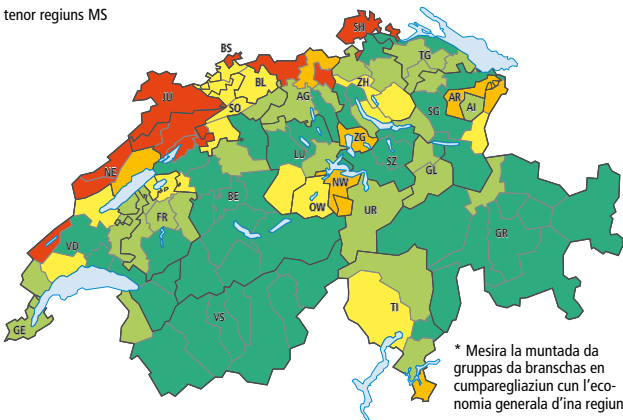 tenor regiuns MS
SH
BS
TG
BL
ZH
JU
AG
AR
SO
SG
AI
ZG
LU
NE
SZ
GL
NW
BE
OW
FR
UR
GR
VD
TI
VS
GE
* Mesira la muntada da
gruppas da branschas en
cumparegliaziun cun l'eco-
nomia generala d'ina regiun